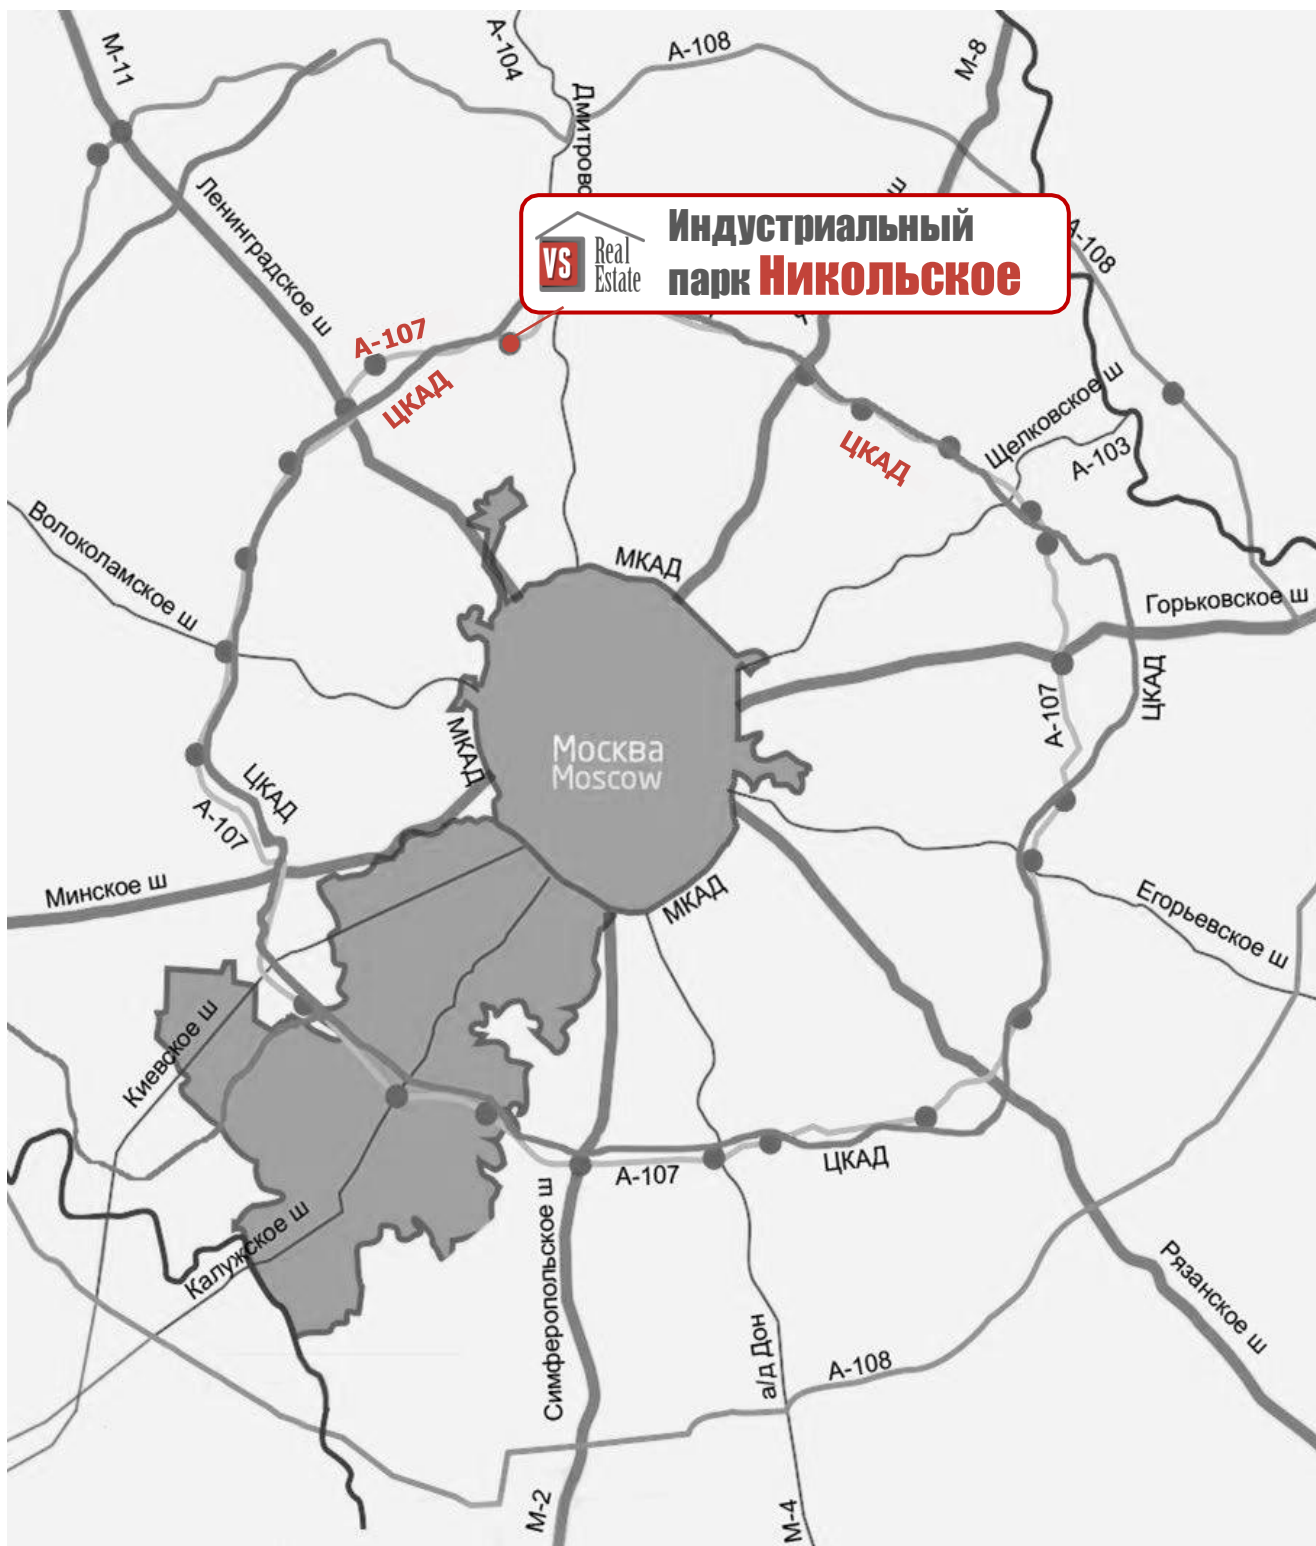 М-11
А-104
А-108
М-8
Дмитровс
Ленинградское ш
ш
VS
Real
Estate
Индустриальный
парк Никольское
А-108
А-107
ЦКАД
ЦКАД
Щелковское ш
А-103
Волоколамское ш
МКАД
Горьковское ш
МКАД
А-107
ЦКАД
Москва
Moscow
ЦКАД
А-107
Минское ш
МКАД
Егорьевское ш
Киевское ш
А-107
ЦКАД
Калужское ш
Симферопольское ш
Рязанское ш
а/д Дон
А-108
М-2
М-4